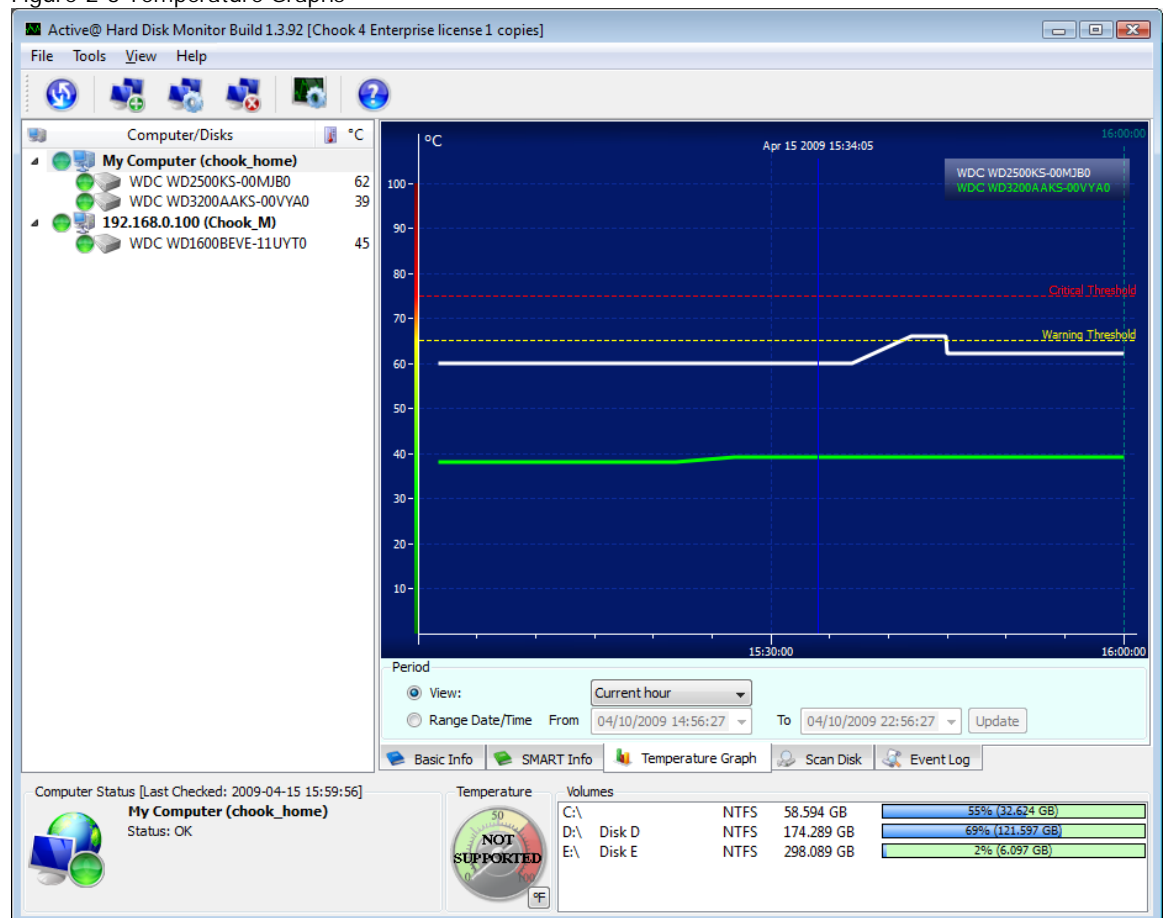 Figure 2-8 Temperature Graphs
Active@ Hard Disk Monitor Build 1.3.92 [Chook 4 Enterprise license 1 copies]
File Tools View Help
Computer/Disks °C
My Computer (chook_home)
WDC WD2500KS-00MJB0 62
WDC WD3200AAKS-00VYA0 39
192.168.0.100 (Chook_M)
WDC WD1600BEVE-11UYT0 45
°C
Apr 15 2009 15:34:05
16:00:00
WDC WD2500KS-00MJB0
WDC WD3200AAKS-00VYA0
100
90
80
Critical Threshold
70
Warning Threshold
60
50
40
30
20
10
15:30:00
16:00:00
Period
View: Current hour
Range Date/Time From 04/10/2009 14:56:27 To 04/10/2009 22:56:27 Update
Basic Info SMART Info Temperature Graph Scan Disk Event Log
Computer Status [Last Checked: 2009-04-15 15:59:56]
My Computer (chook_home)
Status: OK
Temperature
50
NOT
SUPPORTED
0 100
°F
Volumes
C:\ NTFS 58.594 GB 55% (32.624 GB)
D:\ Disk D NTFS 174.289 GB 69% (121.597 GB)
E:\ Disk E NTFS 298.089 GB 2% (6.097 GB)